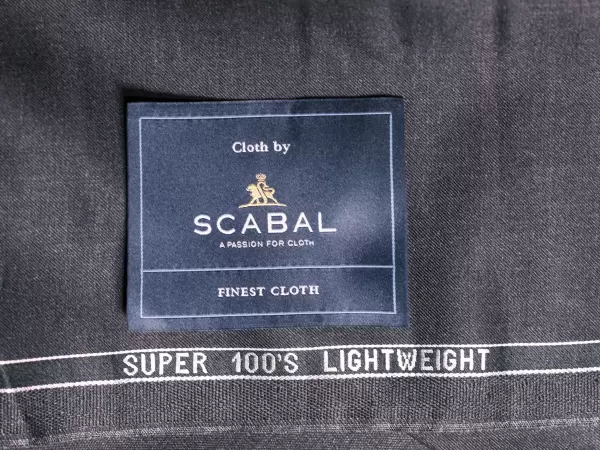 Cloth by
SCABAL
A PASSION FOR CLOTH
FINEST CLOTH
SUPER 100'S LIGHTWEIGHT